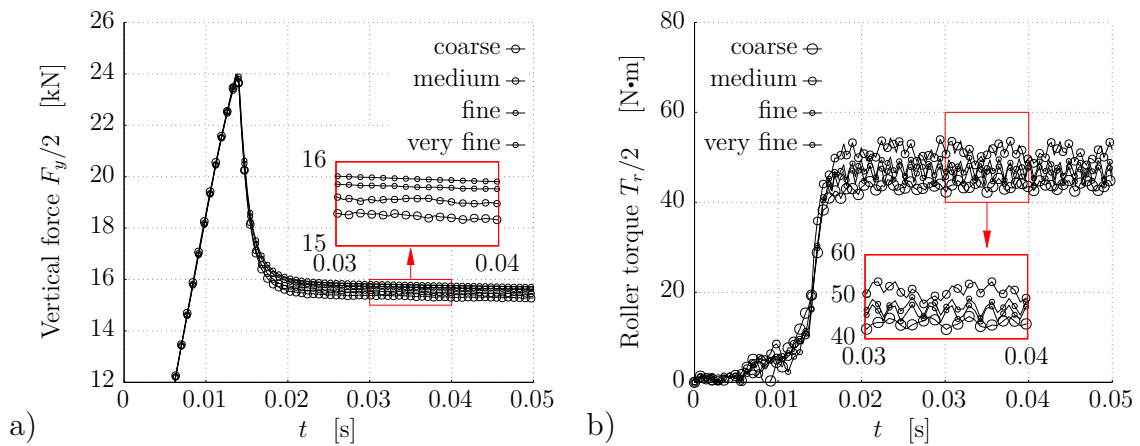 26
24
22
20
18
16
14
12
Vertical force F_y/2 [kN]
coarse
medium
fine
very fine
16
15
0.03 0.04
0 0.01 0.02 0.03 0.04 0.05
t [s]
a)
80
60
40
20
0
Roller torque T_r/2 [N•m]
coarse
medium
fine
very fine
60
50
40
0.03 0.04
0 0.01 0.02 0.03 0.04 0.05
t [s]
b)